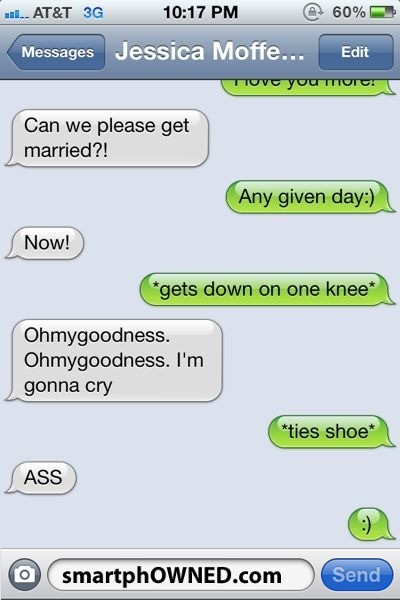 AT&T 3G 10:17 PM 60%
Messages Jessica Moffe... Edit
I love you more!
Can we please get
married?!
Any given day:)
Now!
*gets down on one knee*
Ohmygoodness.
Ohmygoodness. I'm
gonna cry
*ties shoe*
ASS
:)
smartphOWNED.com Send